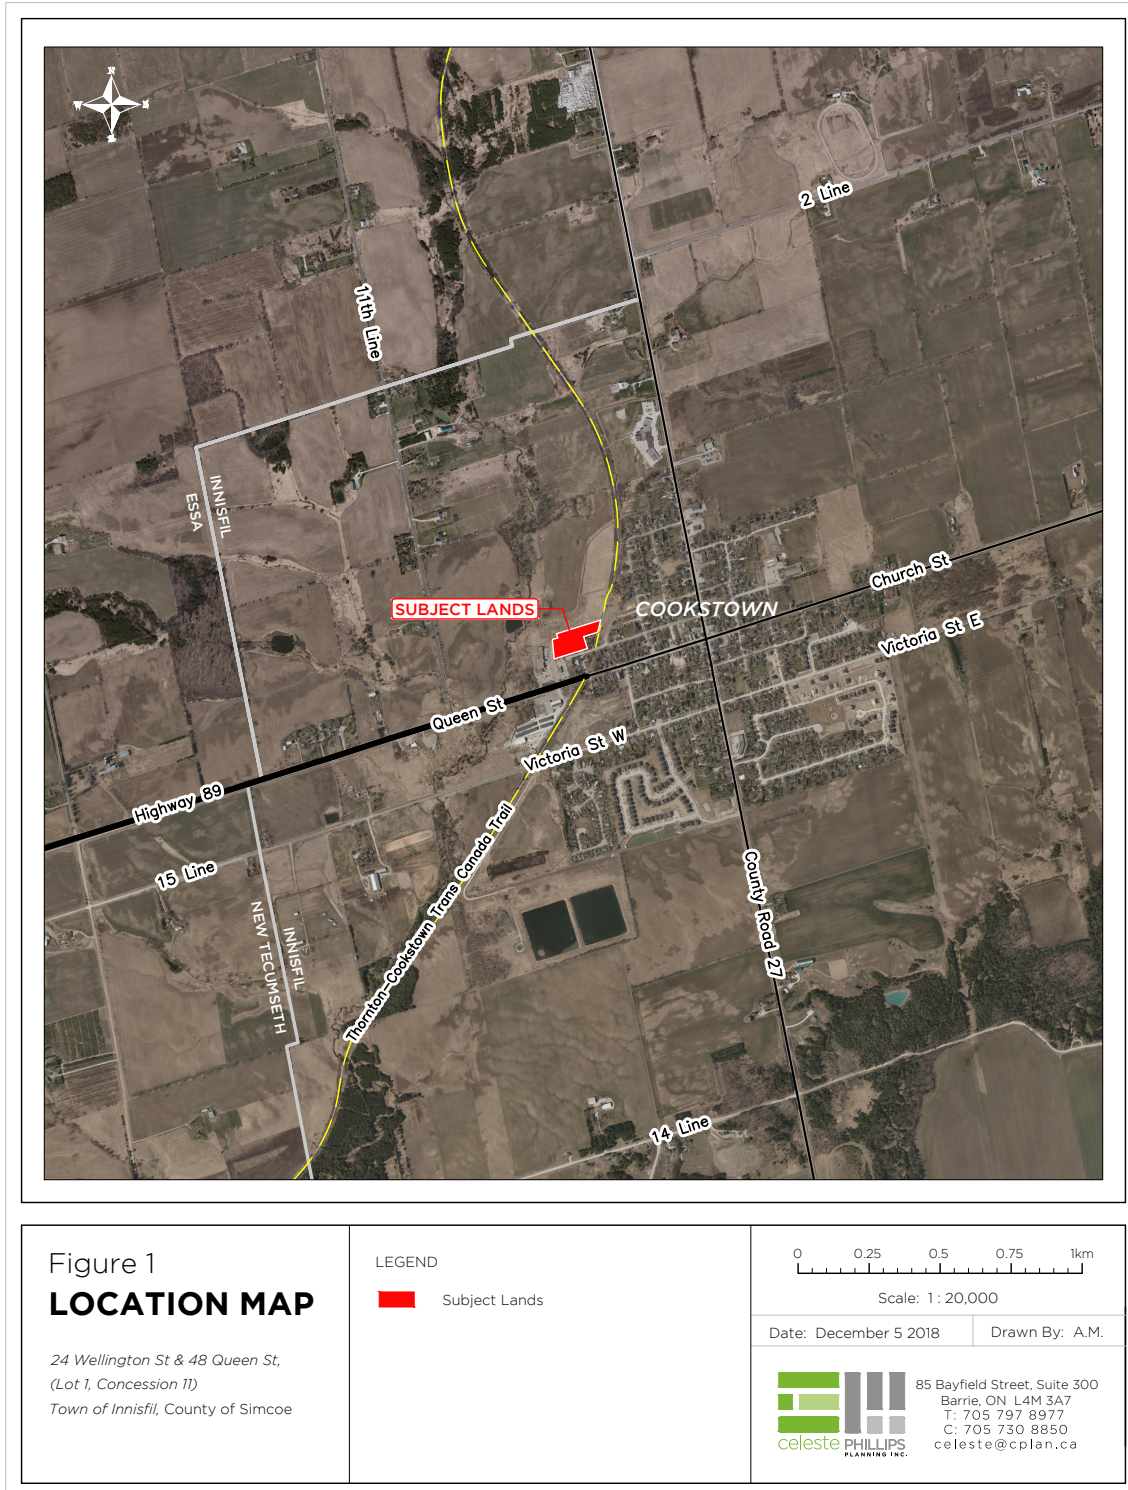 N
W
E
S
2 Line
11th Line
INNISFIL
ESSA
SUBJECT LANDS
COOKSTOWN
Church St
Victoria St E
Queen St
Victoria St W
Highway 89
15 Line
Thornton-Cookstown Trans Canada Trail
County Road 27
INNISFIL
NEW TECUMSETH
14 Line
Figure 1
LOCATION MAP
24 Wellington St & 48 Queen St,
(Lot 1, Concession 11)
Town of Innisfil, County of Simcoe
LEGEND
Subject Lands
0 0.25 0.5 0.75 1km
Scale: 1 : 20,000
Date: December 5 2018
Drawn By: A.M.
celeste PHILLIPS
PLANNING INC.
85 Bayfield Street, Suite 300
Barrie, ON L4M 3A7
T: 705 797 8977
C: 705 730 8850
celeste@cplan.ca